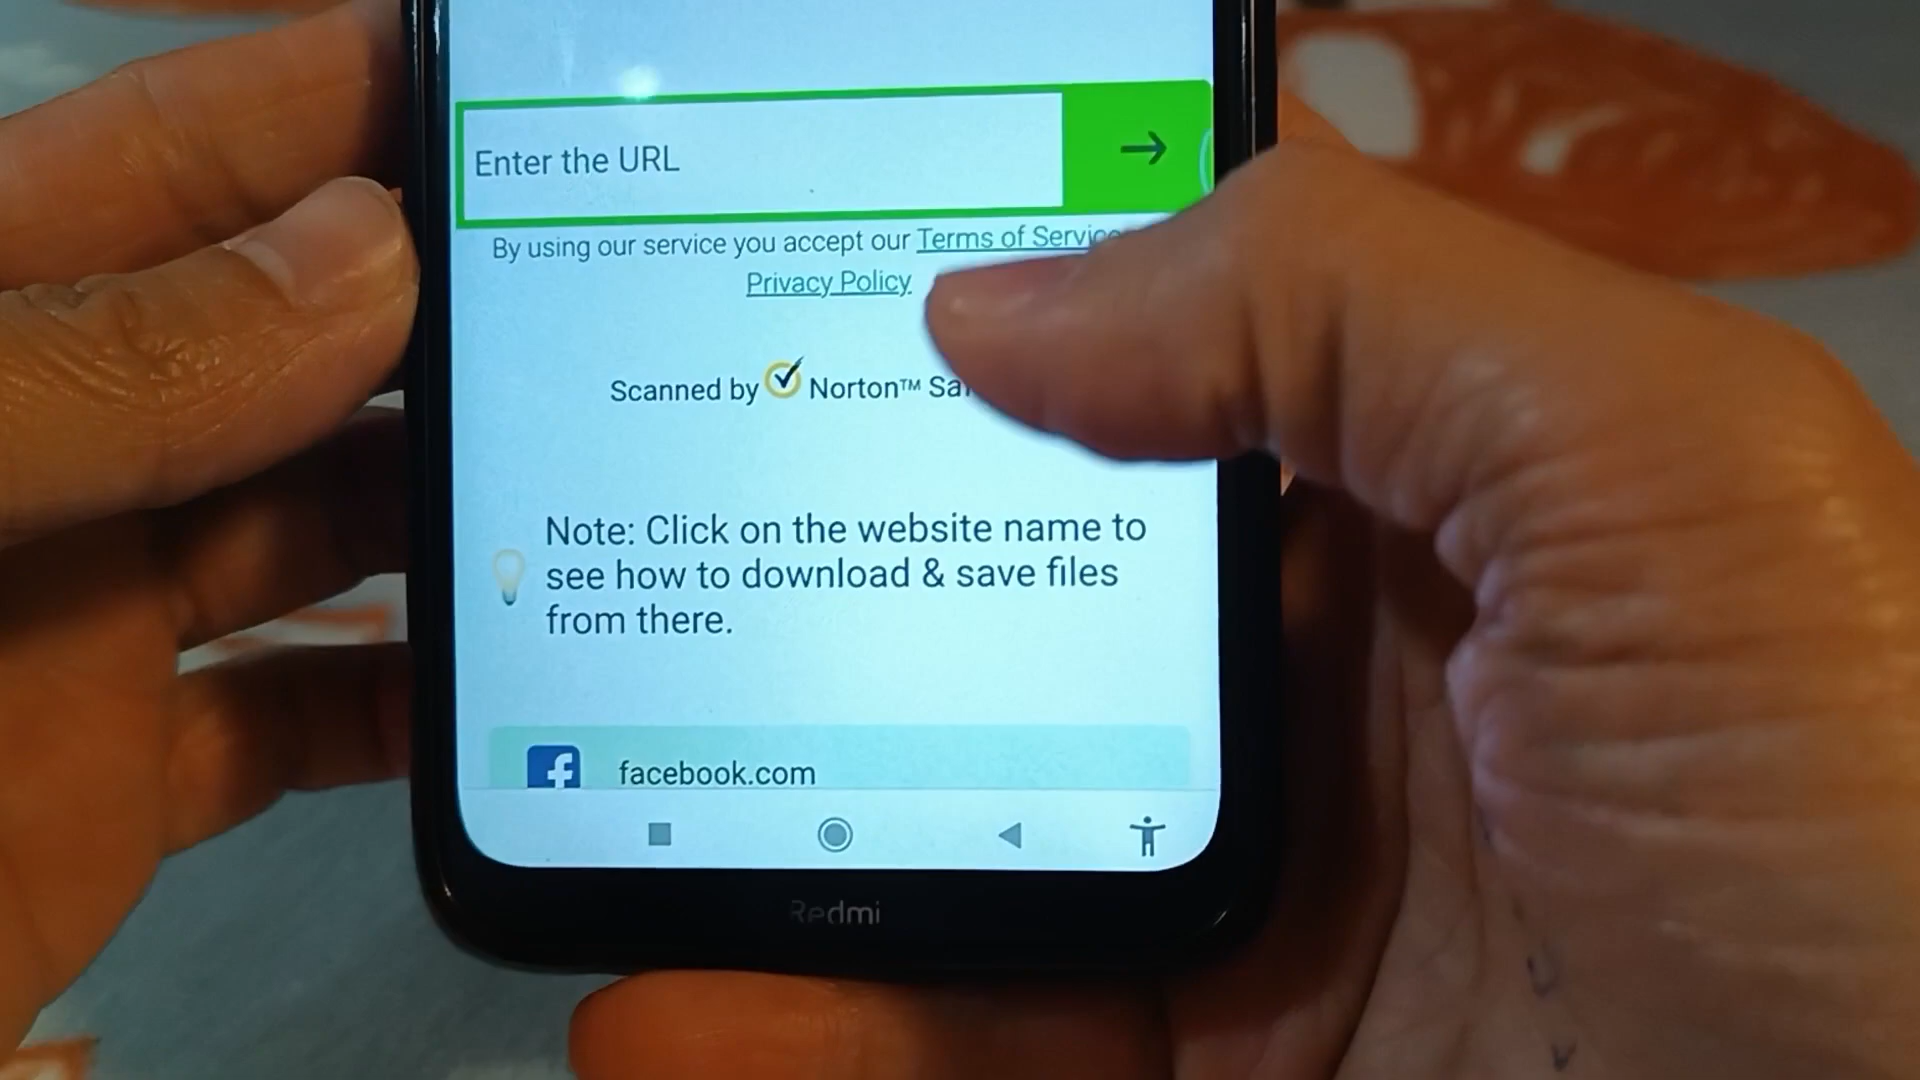 Enter the URL
→
By using our service you accept our Terms of Service
Privacy Policy.
Scanned by Norton™
Note: Click on the website name to
see how to download & save files
from there.
facebook.com
Redmi